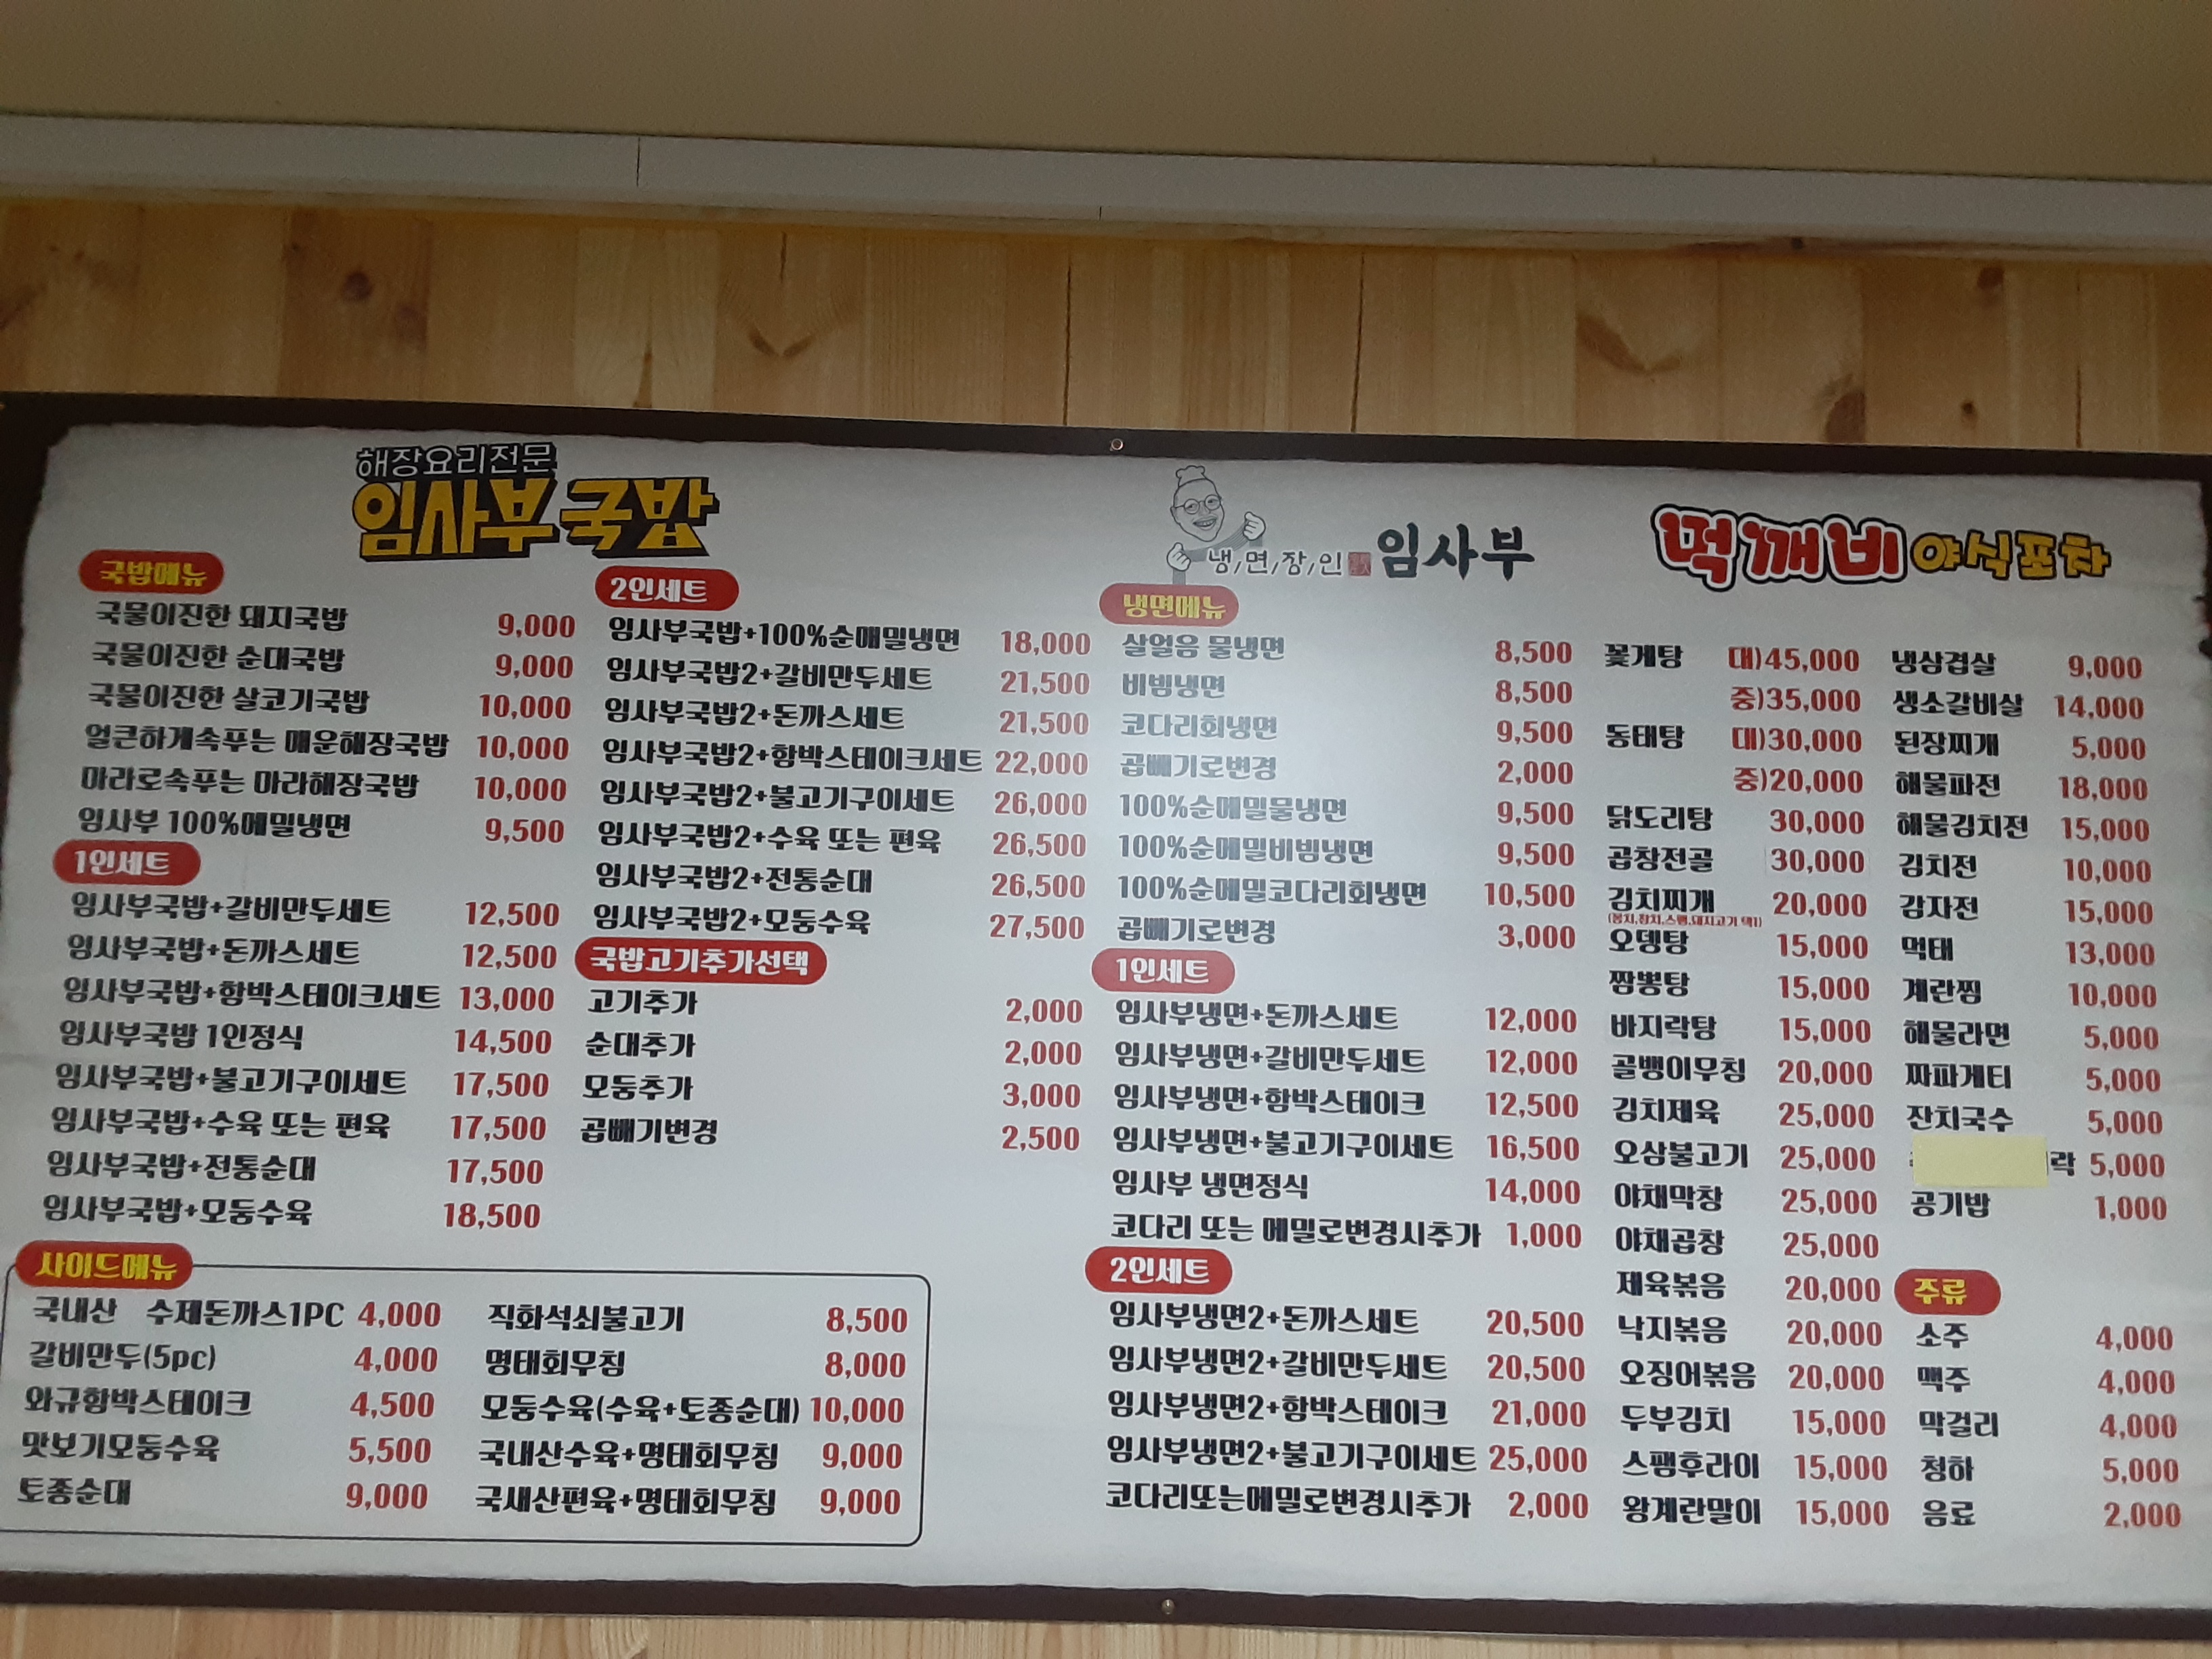 해장요리전문
임사부국밥
국밥메뉴
국물이진한 돼지국밥 9,000
국물이진한 순대국밥 9,000
국물이진한 살코기국밥 10,000
얼큰하게속푸는 매운해장국밥 10,000
마라로속푸는 마라해장국밥 10,000
임사부 100%메밀냉면 9,500
1인세트
임사부국밥+갈비만두세트 12,500
임사부국밥+돈까스세트 12,500
임사부국밥+함박스테이크세트 13,000
임사부국밥 1인정식 14,500
임사부국밥+불고기구이세트 17,500
임사부국밥+수육 또는 편육 17,500
임사부국밥+전통순대 17,500
임사부국밥+모둠수육 18,500
2인세트
임사부국밥+100%순매밀냉면 18,000
임사부국밥2+갈비만두세트 21,500
임사부국밥2+돈까스세트 21,500
임사부국밥2+함박스테이크세트 22,000
임사부국밥2+불고기구이세트 26,000
임사부국밥2+수육 또는 편육 26,500
임사부국밥2+전통순대 26,500
임사부국밥2+모둠수육 27,500
국밥고기추가선택
고기추가 2,000
순대추가 2,000
모둠추가 3,000
곱빼기변경 2,500
사이드메뉴
국내산 수제돈까스1PC 4,000
갈비만두(5pc) 4,000
와규함박스테이크 4,500
맛보기모둠수육 5,500
토종순대 9,000
직화석쇠불고기 8,500
명태회무침 8,000
모둠수육(수육+토종순대) 10,000
국내산수육+명태회무침 9,000
국새산편육+명태회무침 9,000
냉,면,장,인 임사부
냉면메뉴
살얼음 물냉면 8,500
비빔냉면 8,500
코다리회냉면 9,500
곱빼기로변경 2,000
100%순메밀물냉면 9,500
100%순메밀비빔냉면 9,500
100%순메밀코다리회냉면 10,500
곱빼기로변경 3,000
1인세트
임사부냉면+돈까스세트 12,000
임사부냉면+갈비만두세트 12,000
임사부냉면+함박스테이크 12,500
임사부냉면+불고기구이세트 16,500
임사부 냉면정식 14,000
코다리 또는 메밀로변경시추가 1,000
2인세트
임사부냉면2+돈까스세트 20,500
임사부냉면2+갈비만두세트 20,500
임사부냉면2+함박스테이크 21,000
임사부냉면2+불고기구이세트 25,000
코다리또는메밀로변경시추가 2,000
떡깨비 야식포차
꽃게탕 대)45,000
중)35,000
동태탕 대)30,000
중)20,000
닭도리탕 30,000
곱창전골 30,000
김치찌개 20,000
(꽁치,참치,스팸,돼지고기 택1)
오뎅탕 15,000
짬뽕탕 15,000
바지락탕 15,000
골뱅이무침 20,000
김치제육 25,000
오삼불고기 25,000
야채막창 25,000
야채곱창 25,000
제육볶음 20,000
낙지볶음 20,000
오징어볶음 20,000
두부김치 15,000
스팸후라이 15,000
왕계란말이 15,000
냉삼겹살 9,000
생소갈비살 14,000
된장찌개 5,000
해물파전 18,000
해물김치전 15,000
김치전 10,000
감자전 15,000
먹태 13,000
계란찜 10,000
해물라면 5,000
짜파게티 5,000
잔치국수 5,000
락 5,000
공기밥 1,000
주류
소주 4,000
맥주 4,000
막걸리 4,000
청하 5,000
음료 2,000